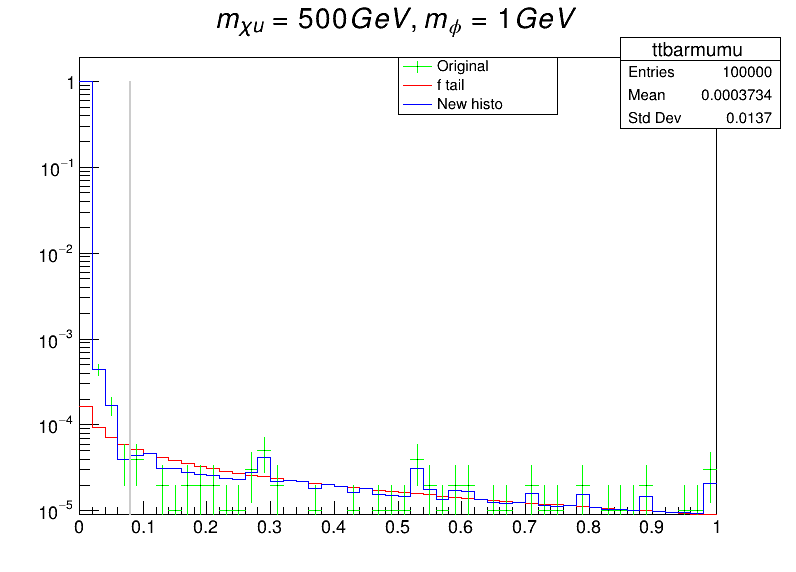 m_χu = 500GeV, m_ϕ = 1GeV
ttbarmumu
Entries 100000
Mean 0.0003734
Std Dev 0.0137
Original
f tail
New histo
1
10^−1
10^−2
10^−3
10^−4
10^−5
0 0.1 0.2 0.3 0.4 0.5 0.6 0.7 0.8 0.9 1